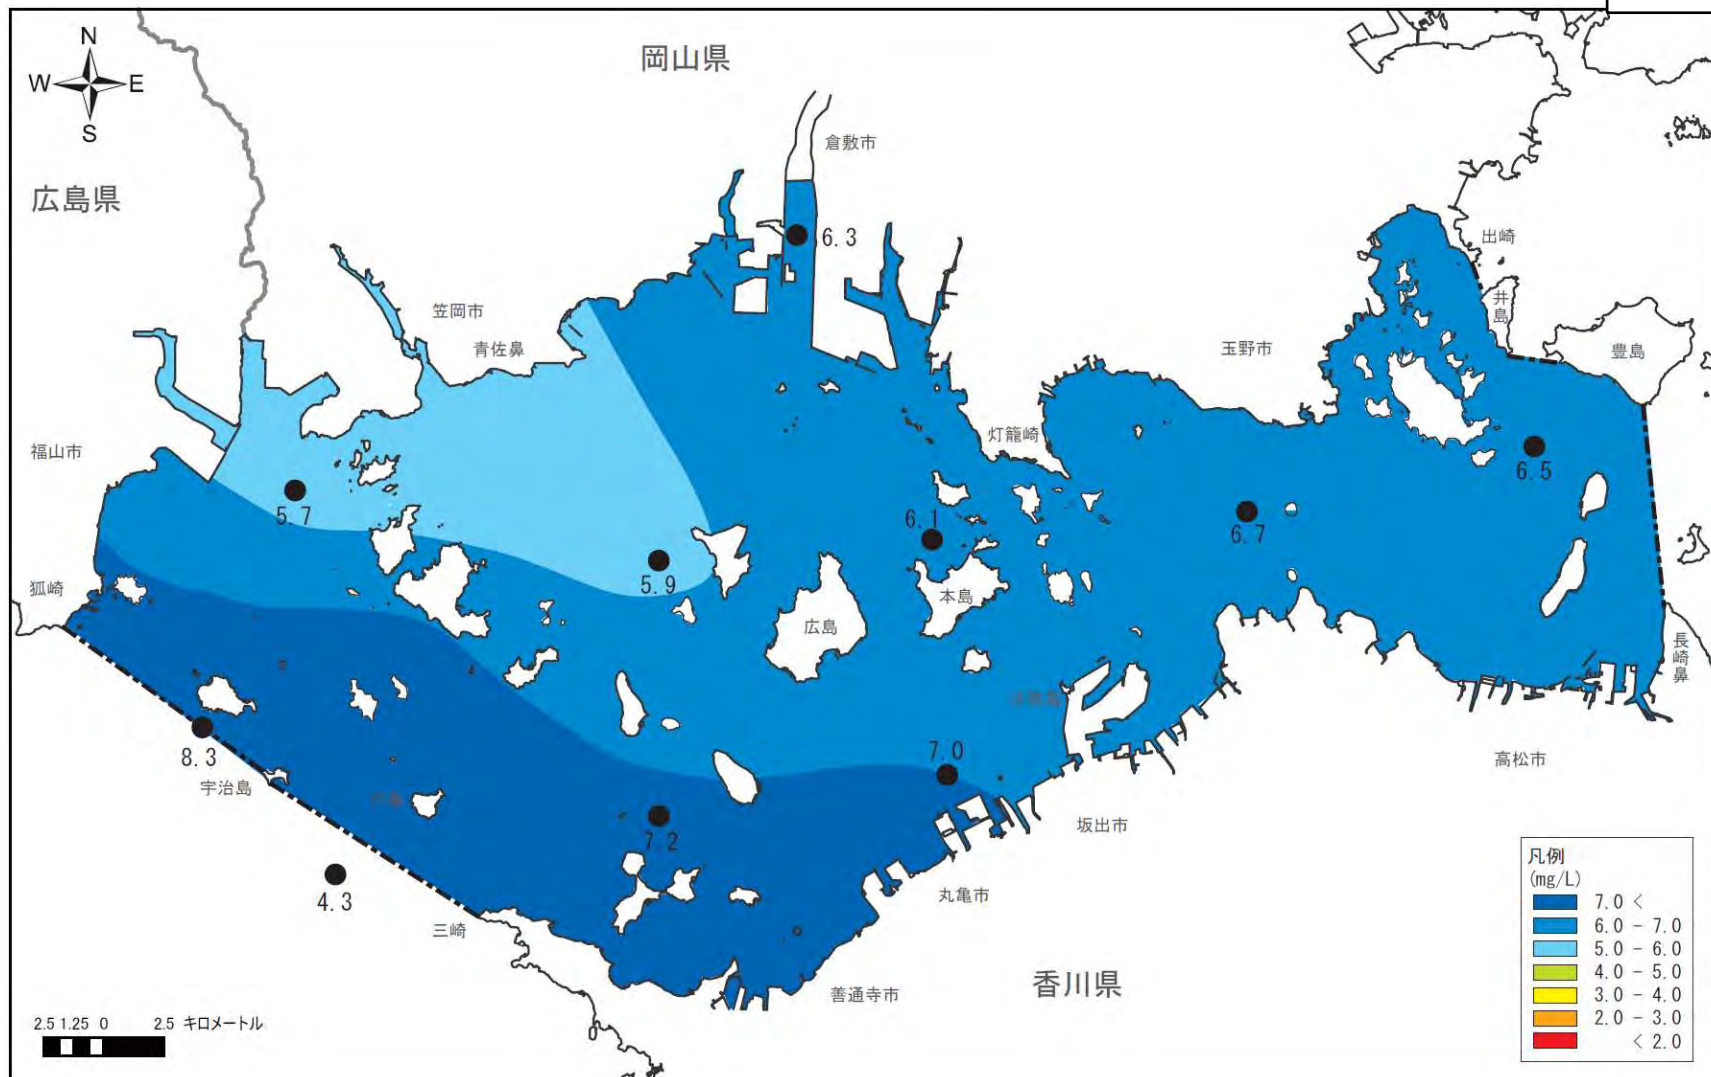 N
W
E
S
岡山県
広島県
倉敷市
6.3
笠岡市
青佐鼻
出崎
井島
豊島
玉野市
福山市
灯籠崎
5.7
5.9
6.1
6.7
6.5
狐崎
本島
広島
長崎鼻
8.3
宇治島
7.0
7.2
高松市
坂出市
4.3
三崎
丸亀市
善通寺市
香川県
2.5 1.25 0 2.5 キロメートル
凡例
(mg/L)
7.0 <
6.0 - 7.0
5.0 - 6.0
4.0 - 5.0
3.0 - 4.0
2.0 - 3.0
< 2.0